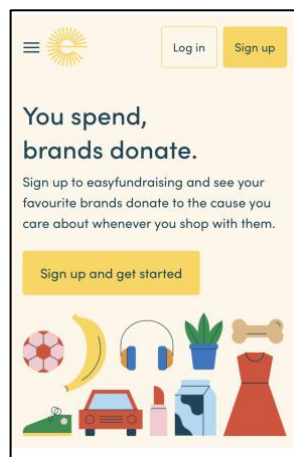 Log in
Sign up
You spend,
brands donate.
Sign up to easyfundraising and see your
favourite brands donate to the cause you
care about whenever you shop with them.
Sign up and get started